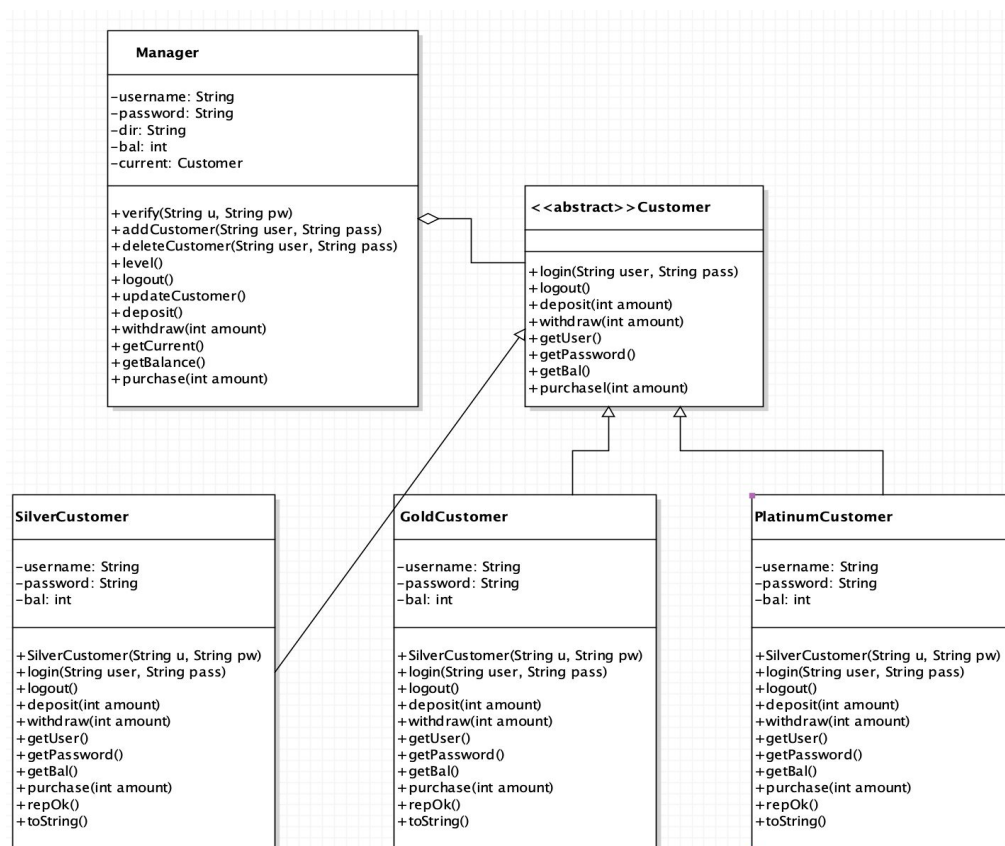 Manager
-username: String
-password: String
-dir: String
-bal: int
-current: Customer
+verify(String u, String pw)
+addCustomer(String user, String pass)
+deleteCustomer(String user, String pass)
+level()
+logout()
+updateCustomer()
+deposit()
+withdraw(int amount)
+getCurrent()
+getBalance()
+purchase(int amount)
<<abstract>>Customer
+login(String user, String pass)
+logout()
+deposit(int amount)
+withdraw(int amount)
+getUser()
+getPassword()
+getBal()
+purchasel(int amount)
SilverCustomer
-username: String
-password: String
-bal: int
+SilverCustomer(String u, String pw)
+login(String user, String pass)
+logout()
+deposit(int amount)
+withdraw(int amount)
+getUser()
+getPassword()
+getBal()
+purchase(int amount)
+repOk()
+toString()
GoldCustomer
-username: String
-password: String
-bal: int
+SilverCustomer(String u, String pw)
+login(String user, String pass)
+logout()
+deposit(int amount)
+withdraw(int amount)
+getUser()
+getPassword()
+getBal()
+purchase(int amount)
+repOk()
+toString()
PlatinumCustomer
-username: String
-password: String
-bal: int
+SilverCustomer(String u, String pw)
+login(String user, String pass)
+logout()
+deposit(int amount)
+withdraw(int amount)
+getUser()
+getPassword()
+getBal()
+purchase(int amount)
+repOk()
+toString()